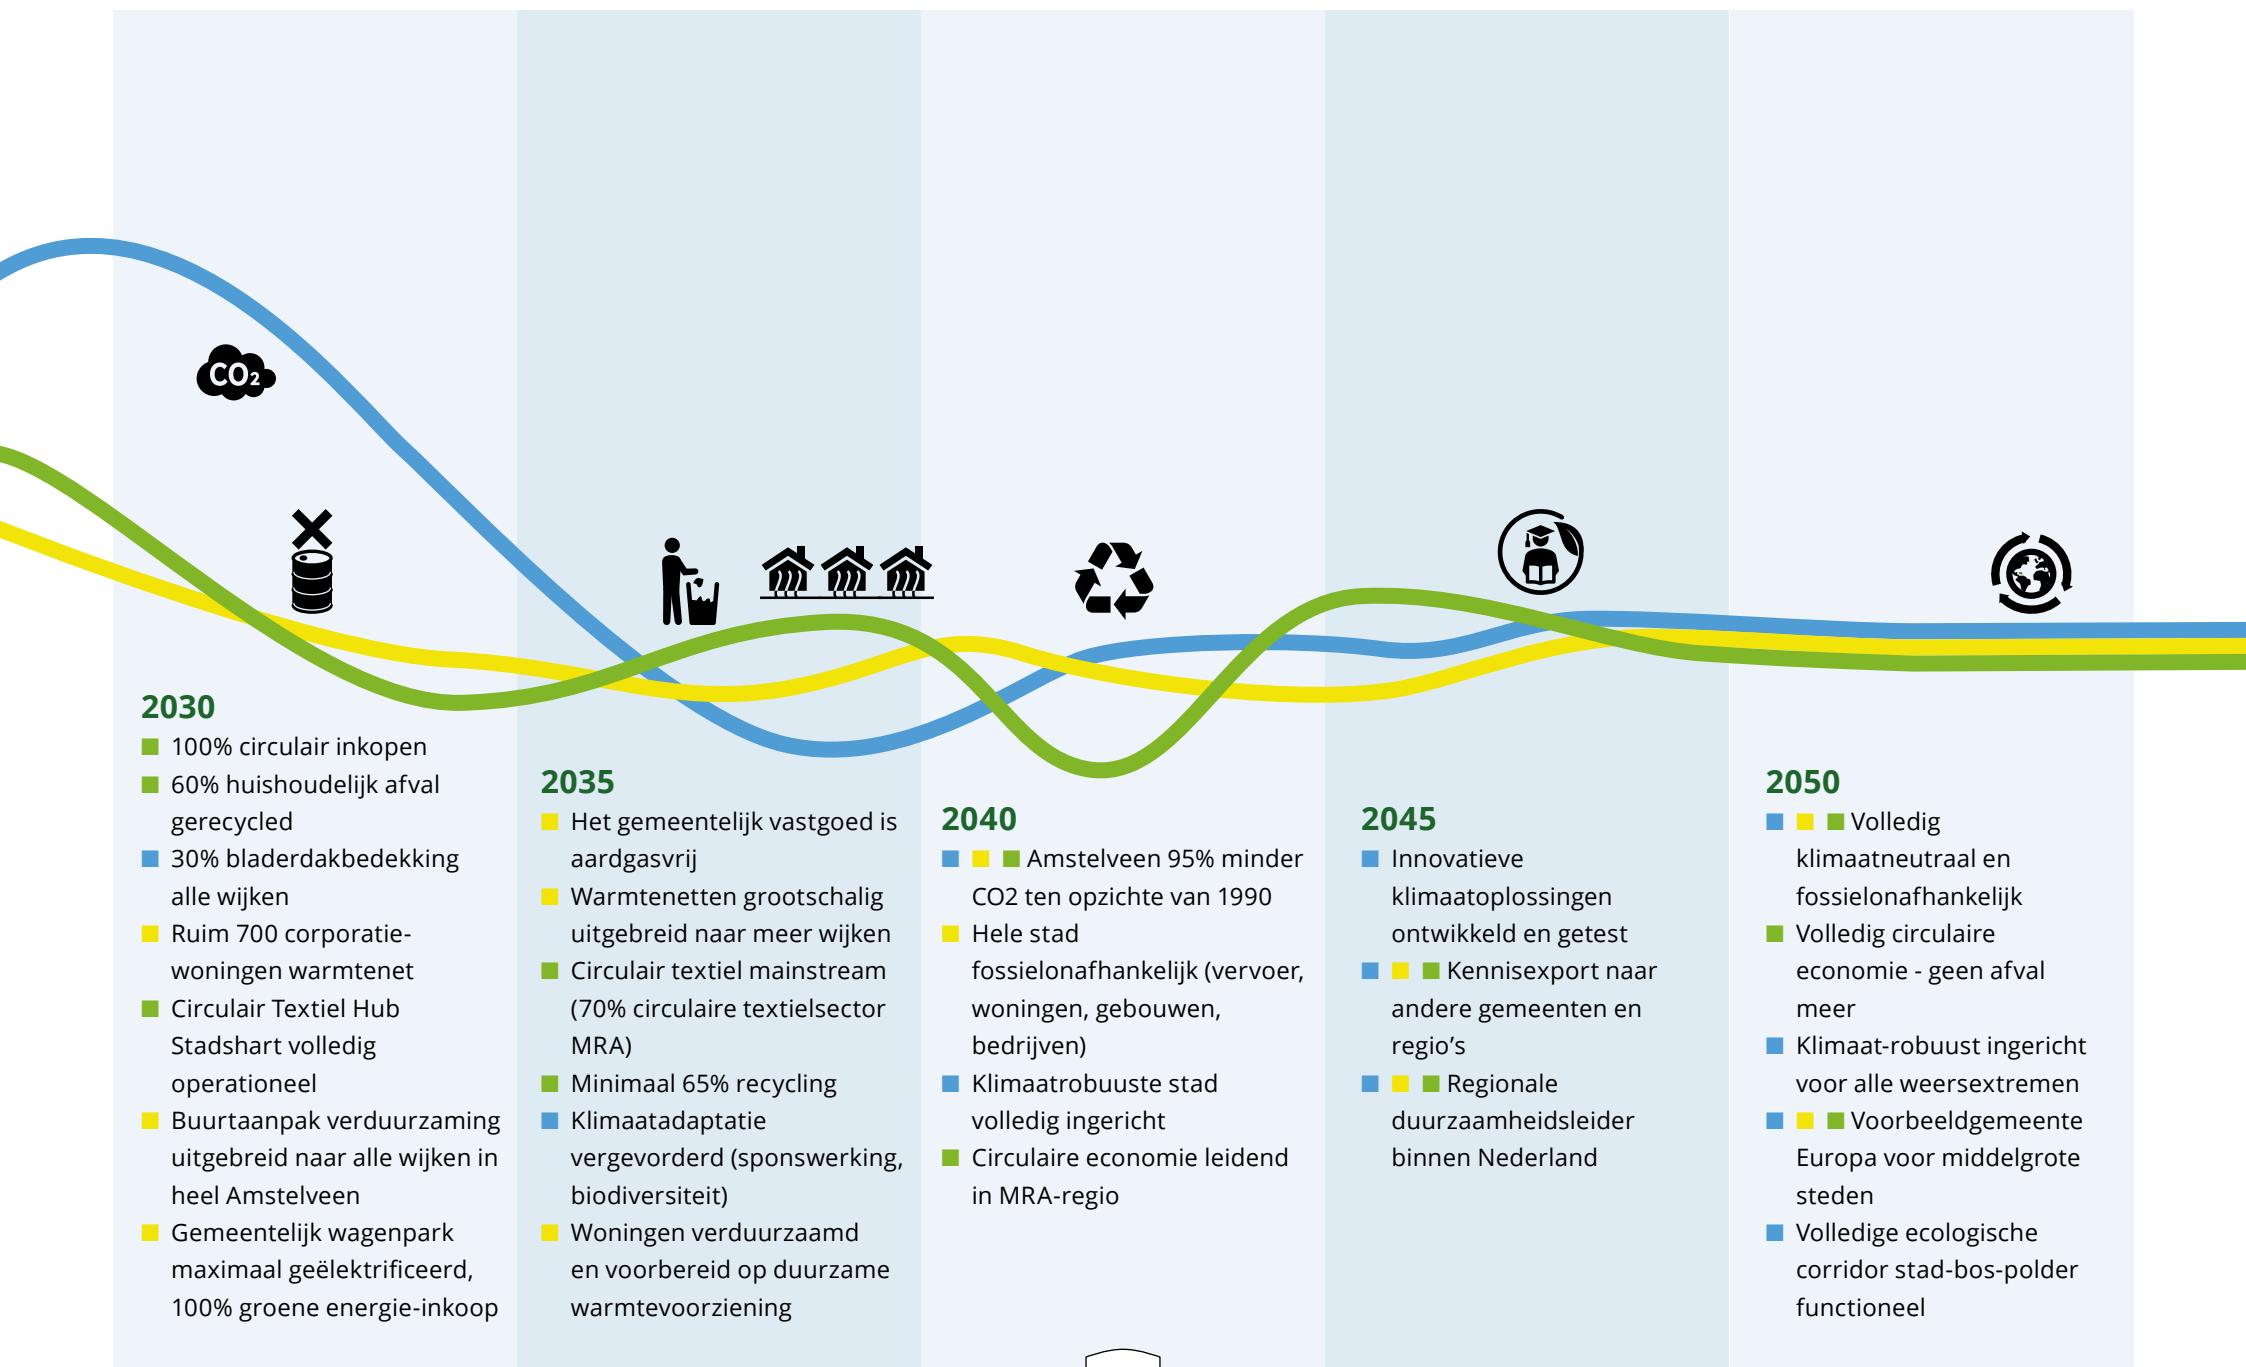 CO2
2030
100% circulair inkopen
60% huishoudelijk afval
gerecycled
30% bladerdakbedekking
alle wijken
Ruim 700 corporatie-
woningen warmtenet
Circulair Textiel Hub
Stadshart volledig
operationeel
Buurtaanpak verduurzaming
uitgebreid naar alle wijken in
heel Amstelveen
Gemeentelijk wagenpark
maximaal geëlektrificeerd,
100% groene energie-inkoop
2035
Het gemeentelijk vastgoed is
aardgasvrij
Warmtenetten grootschalig
uitgebreid naar meer wijken
Circulair textiel mainstream
(70% circulaire textielsector
MRA)
Minimaal 65% recycling
Klimaatadaptatie
vergevorderd (sponswerking,
biodiversiteit)
Woningen verduurzaamd
en voorbereid op duurzame
warmtevoorziening
2040
Amstelveen 95% minder
CO2 ten opzichte van 1990
Hele stad
fossielonafhankelijk (vervoer,
woningen, gebouwen,
bedrijven)
Klimaatrobuuste stad
volledig ingericht
Circulaire economie leidend
in MRA-regio
2045
Innovatieve
klimaatoplossingen
ontwikkeld en getest
Kennisexport naar
andere gemeenten en
regio's
Regionale
duurzaamheidsleider
binnen Nederland
2050
Volledig
klimaatneutraal en
fossielonafhankelijk
Volledig circulaire
economie - geen afval
meer
Klimaat-robuust ingericht
voor alle weersextremen
Voorbeeldgemeente
Europa voor middelgrote
steden
Volledige ecologische
corridor stad-bos-polder
functioneel